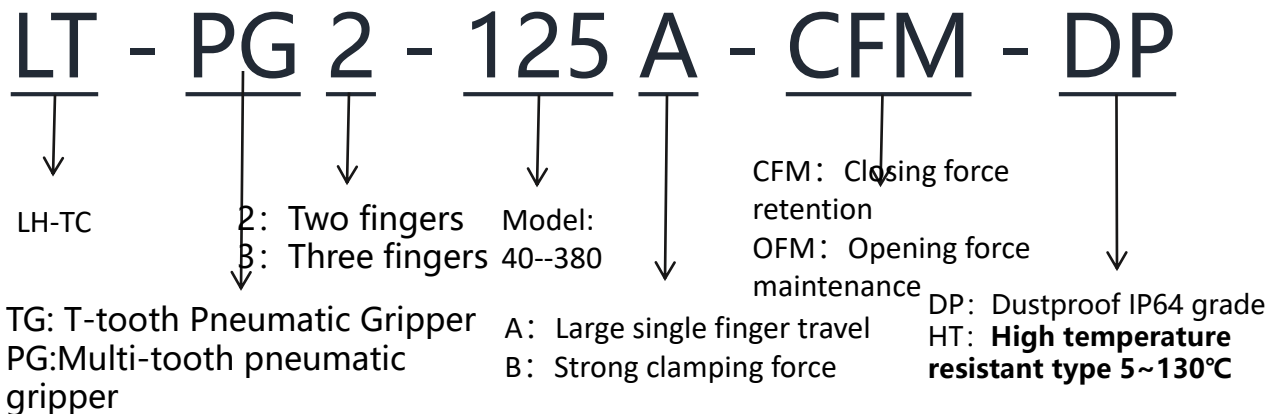 LT - PG 2 - 125 A - CFM - DP
LH-TC
2：Two fingers
3：Three fingers
Model:
40--380
CFM：Closing force
retention
OFM：Opening force
maintenance
TG: T-tooth Pneumatic Gripper
PG:Multi-tooth pneumatic
gripper
A：Large single finger travel
B：Strong clamping force
DP：Dustproof IP64 grade
HT：High temperature
resistant type 5~130℃